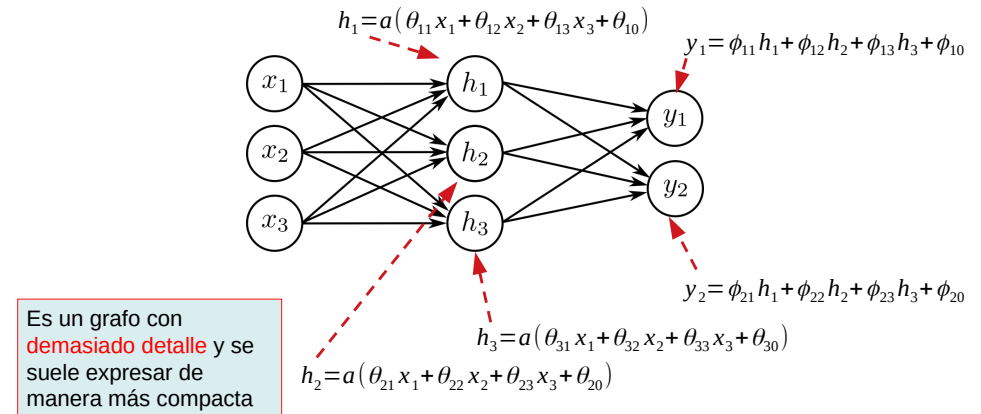 h₁=a(θ₁₁x₁+θ₁₂x₂+θ₁₃x₃+θ₁₀)
y₁=ϕ₁₁h₁+ϕ₁₂h₂+ϕ₁₃h₃+ϕ₁₀
x₁
h₁
y₁
x₂
h₂
y₂
x₃
h₃
y₂=ϕ₂₁h₁+ϕ₂₂h₂+ϕ₂₃h₃+ϕ₂₀
h₃=a(θ₃₁x₁+θ₃₂x₂+θ₃₃x₃+θ₃₀)
h₂=a(θ₂₁x₁+θ₂₂x₂+θ₂₃x₃+θ₂₀)
Es un grafo con
demasiado detalle y se
suele expresar de
manera más compacta